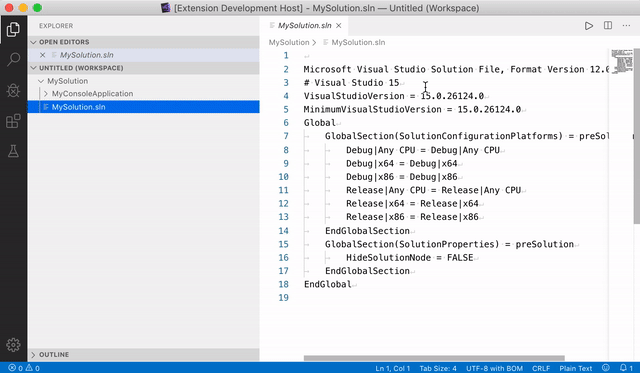 [Extension Development Host] - MySolution.sln — Untitled (Workspace)
EXPLORER
OPEN EDITORS
MySolution.sln
UNTITLED (WORKSPACE)
MySolution
MyConsoleApplication
MySolution.sln
OUTLINE
MySolution.sln
MySolution > MySolution.sln
1
2 Microsoft Visual Studio Solution File, Format Version 12.0
3 # Visual Studio 15
4 VisualStudioVersion = 15.0.26124.0
5 MinimumVisualStudioVersion = 15.0.26124.0
6 Global
7 GlobalSection(SolutionConfigurationPlatforms) = preSo
8 Debug|Any CPU = Debug|Any CPU
9 Debug|x64 = Debug|x64
10 Debug|x86 = Debug|x86
11 Release|Any CPU = Release|Any CPU
12 Release|x64 = Release|x64
13 Release|x86 = Release|x86
14 EndGlobalSection
15 GlobalSection(SolutionProperties) = preSolution
16 HideSolutionNode = FALSE
17 EndGlobalSection
18 EndGlobal
19
0 0 Ln 1, Col 1 Tab Size: 4 UTF-8 with BOM CRLF Plain Text 1